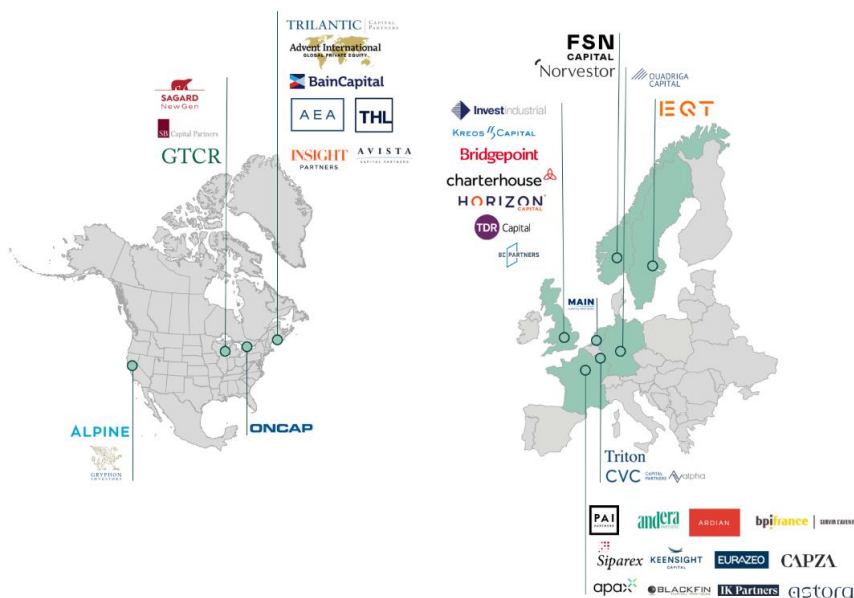 TRILANTIC | CAPITAL PARTNERS
Advent International
GLOBAL PRIVATE EQUITY
BainCapital
SAGARD
NewGen
AEA
THL
SB Capital Partners
GTCR
INSIGHT
PARTNERS
AVISTA
CAPITAL PARTNERS
ALPINE
GRYPHON
INVESTORS
ONCAP
FSN
CAPITAL
Norvestor
QUADRIGA
CAPITAL
EQT
Investindustrial
KREOS CAPITAL
Bridgepoint
charterhouse
HORIZON
CAPITAL
TDR Capital
BC PARTNERS
MAIN
CAPITAL PARTNERS
Triton
CVC CAPITAL
PARTNERS
alpha
PAI
PARTNERS
andera
PARTNERS
ARDIAN
bpifrance | SERVIR L'AVENIR
Siparex
KEENSIGHT
CAPITAL
EURAZEO
CAPZA
apax
BLACKFIN
IK Partners
astorg